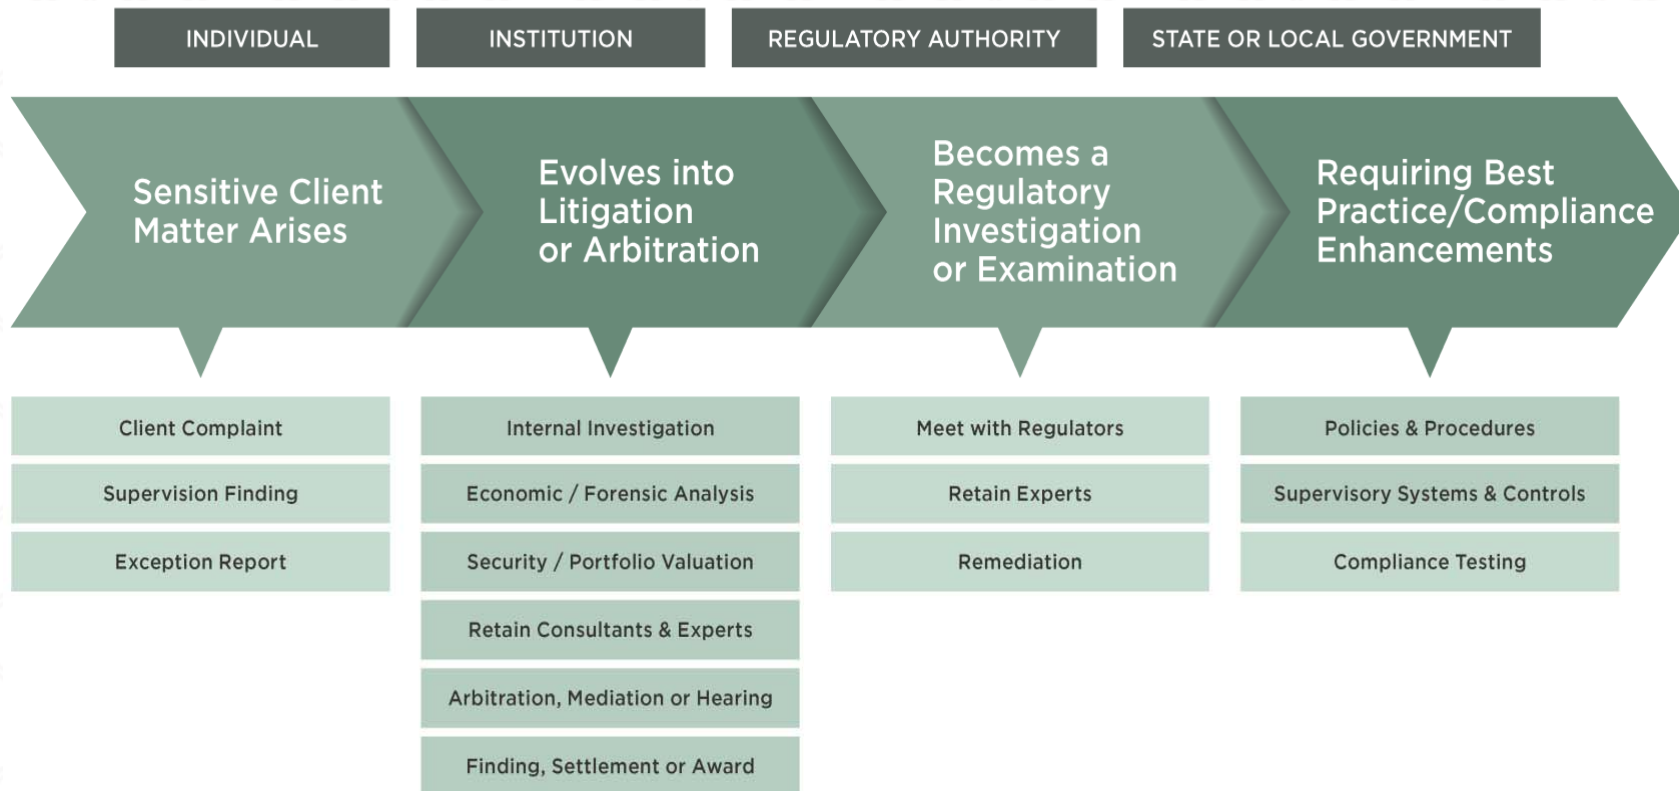 INDIVIDUAL
INSTITUTION
REGULATORY AUTHORITY
STATE OR LOCAL GOVERNMENT
Sensitive Client
Matter Arises
Evolves into
Litigation
or Arbitration
Becomes a
Regulatory
Investigation
or Examination
Requiring Best
Practice/Compliance
Enhancements
Client Complaint
Supervision Finding
Exception Report
Internal Investigation
Economic / Forensic Analysis
Security / Portfolio Valuation
Retain Consultants & Experts
Arbitration, Mediation or Hearing
Finding, Settlement or Award
Meet with Regulators
Retain Experts
Remediation
Policies & Procedures
Supervisory Systems & Controls
Compliance Testing